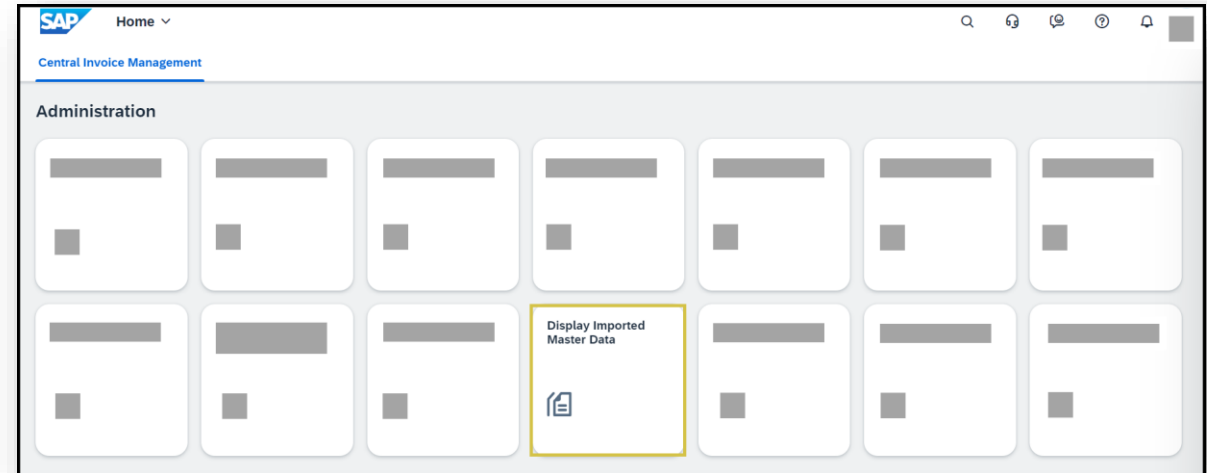 SAP Home
Central Invoice Management
Administration
Display Imported
Master Data